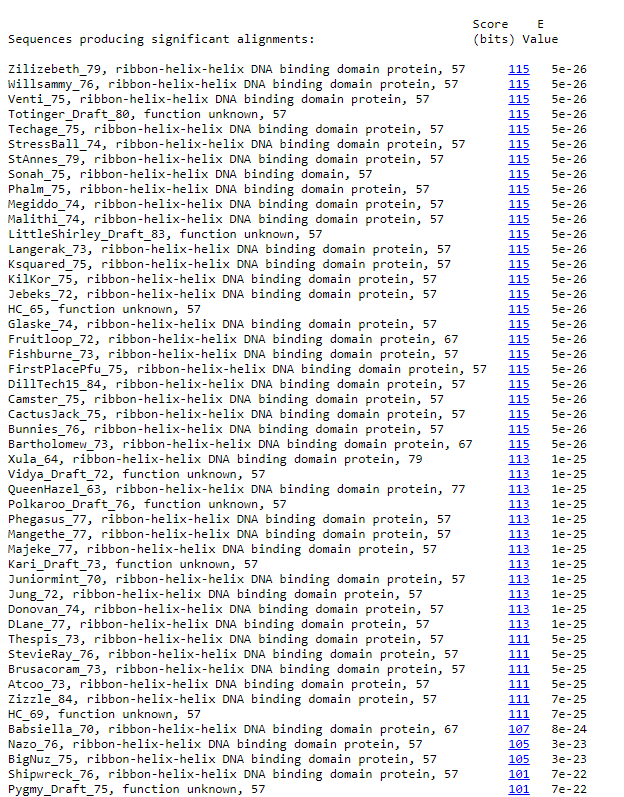 Score E
Sequences producing significant alignments: (bits) Value
Zilizebeth_79, ribbon-helix-helix DNA binding domain protein, 57 115 5e-26
Willsammy_76, ribbon-helix-helix DNA binding domain protein, 57 115 5e-26
Venti_75, ribbon-helix-helix DNA binding domain protein, 57 115 5e-26
Totinger_Draft_80, function unknown, 57 115 5e-26
Techage_75, ribbon-helix-helix DNA binding domain protein, 57 115 5e-26
StressBall_74, ribbon-helix-helix DNA binding domain protein, 57 115 5e-26
StAnnes_79, ribbon-helix-helix DNA binding domain protein, 57 115 5e-26
Sonah_75, ribbon-helix-helix DNA binding domain, 57 115 5e-26
Phalm_75, ribbon-helix-helix DNA binding domain protein, 57 115 5e-26
Megiddo_74, ribbon-helix-helix DNA binding domain protein, 57 115 5e-26
Malithi_74, ribbon-helix-helix DNA binding domain protein, 57 115 5e-26
LittleShirley_Draft_83, function unknown, 57 115 5e-26
Langerak_73, ribbon-helix-helix DNA binding domain protein, 57 115 5e-26
Ksquared_75, ribbon-helix-helix DNA binding domain protein, 57 115 5e-26
KilKor_75, ribbon-helix-helix DNA binding domain protein, 57 115 5e-26
Jebeks_72, ribbon-helix-helix DNA binding domain protein, 57 115 5e-26
HC_65, function unknown, 57 115 5e-26
Glaske_74, ribbon-helix-helix DNA binding domain protein, 57 115 5e-26
Fruitloop_72, ribbon-helix-helix DNA binding domain protein, 67 115 5e-26
Fishburne_73, ribbon-helix-helix DNA binding domain protein, 57 115 5e-26
FirstPlacePfu_75, ribbon-helix-helix DNA binding domain protein, 57 115 5e-26
DillTech15_84, ribbon-helix-helix DNA binding domain protein, 57 115 5e-26
Camster_75, ribbon-helix-helix DNA binding domain protein, 57 115 5e-26
CactusJack_75, ribbon-helix-helix DNA binding domain protein, 57 115 5e-26
Bunnies_76, ribbon-helix-helix DNA binding domain protein, 57 115 5e-26
Bartholomew_73, ribbon-helix-helix DNA binding domain protein, 67 115 5e-26
Xula_64, ribbon-helix-helix DNA binding domain protein, 79 113 1e-25
Vidya_Draft_72, function unknown, 57 113 1e-25
QueenHazel_63, ribbon-helix-helix DNA binding domain protein, 77 113 1e-25
Polkaroo_Draft_76, function unknown, 57 113 1e-25
Phegasus_77, ribbon-helix-helix DNA binding domain protein, 57 113 1e-25
Mangethe_77, ribbon-helix-helix DNA binding domain protein, 57 113 1e-25
Majeke_77, ribbon-helix-helix DNA binding domain protein, 57 113 1e-25
Kari_Draft_73, function unknown, 57 113 1e-25
Juniormint_70, ribbon-helix-helix DNA binding domain protein, 57 113 1e-25
Jung_72, ribbon-helix-helix DNA binding domain protein, 57 113 1e-25
Donovan_74, ribbon-helix-helix DNA binding domain protein, 57 113 1e-25
DLane_77, ribbon-helix-helix DNA binding domain protein, 57 113 1e-25
Thespis_73, ribbon-helix-helix DNA binding domain protein, 57 111 5e-25
StevieRay_76, ribbon-helix-helix DNA binding domain protein, 57 111 5e-25
Brusacoram_73, ribbon-helix-helix DNA binding domain protein, 57 111 5e-25
Atcoo_73, ribbon-helix-helix DNA binding domain protein, 57 111 5e-25
Zizzle_84, ribbon-helix-helix DNA binding domain protein, 57 111 7e-25
HC_69, function unknown, 57 111 7e-25
Babsiella_70, ribbon-helix-helix DNA binding domain protein, 67 107 8e-24
Nazo_76, ribbon-helix-helix DNA binding domain protein, 57 105 3e-23
BigNuz_75, ribbon-helix-helix DNA binding domain protein, 57 105 3e-23
Shipwreck_76, ribbon-helix-helix DNA binding domain protein, 57 101 7e-22
Pygmy_Draft_75, function unknown, 57 101 7e-22